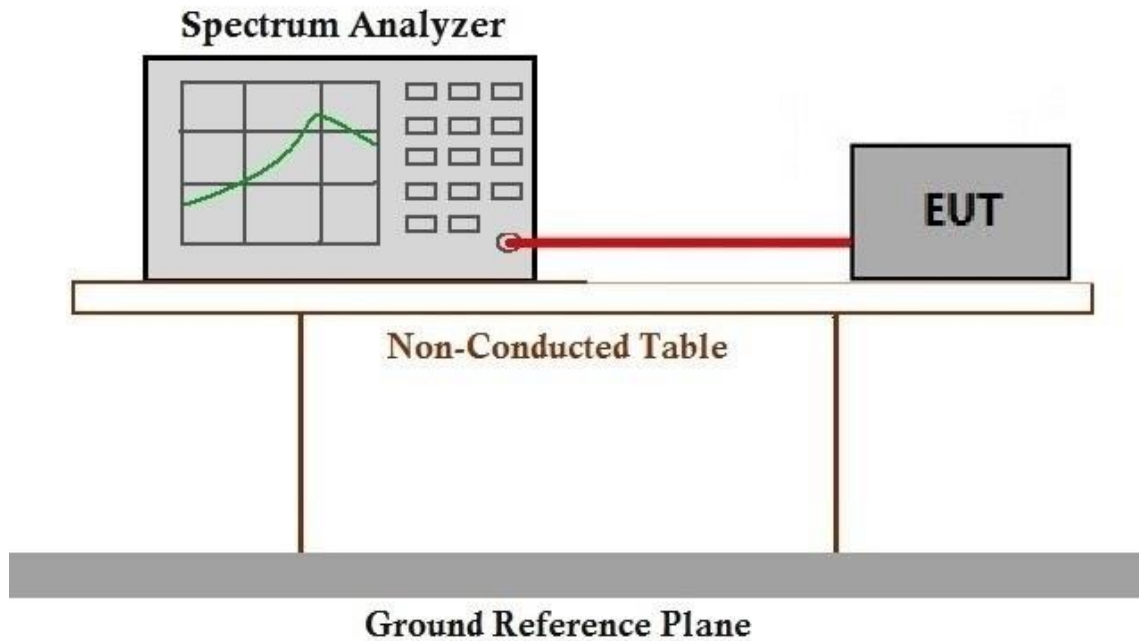 Spectrum Analyzer
EUT
Non-Conducted Table
Ground Reference Plane